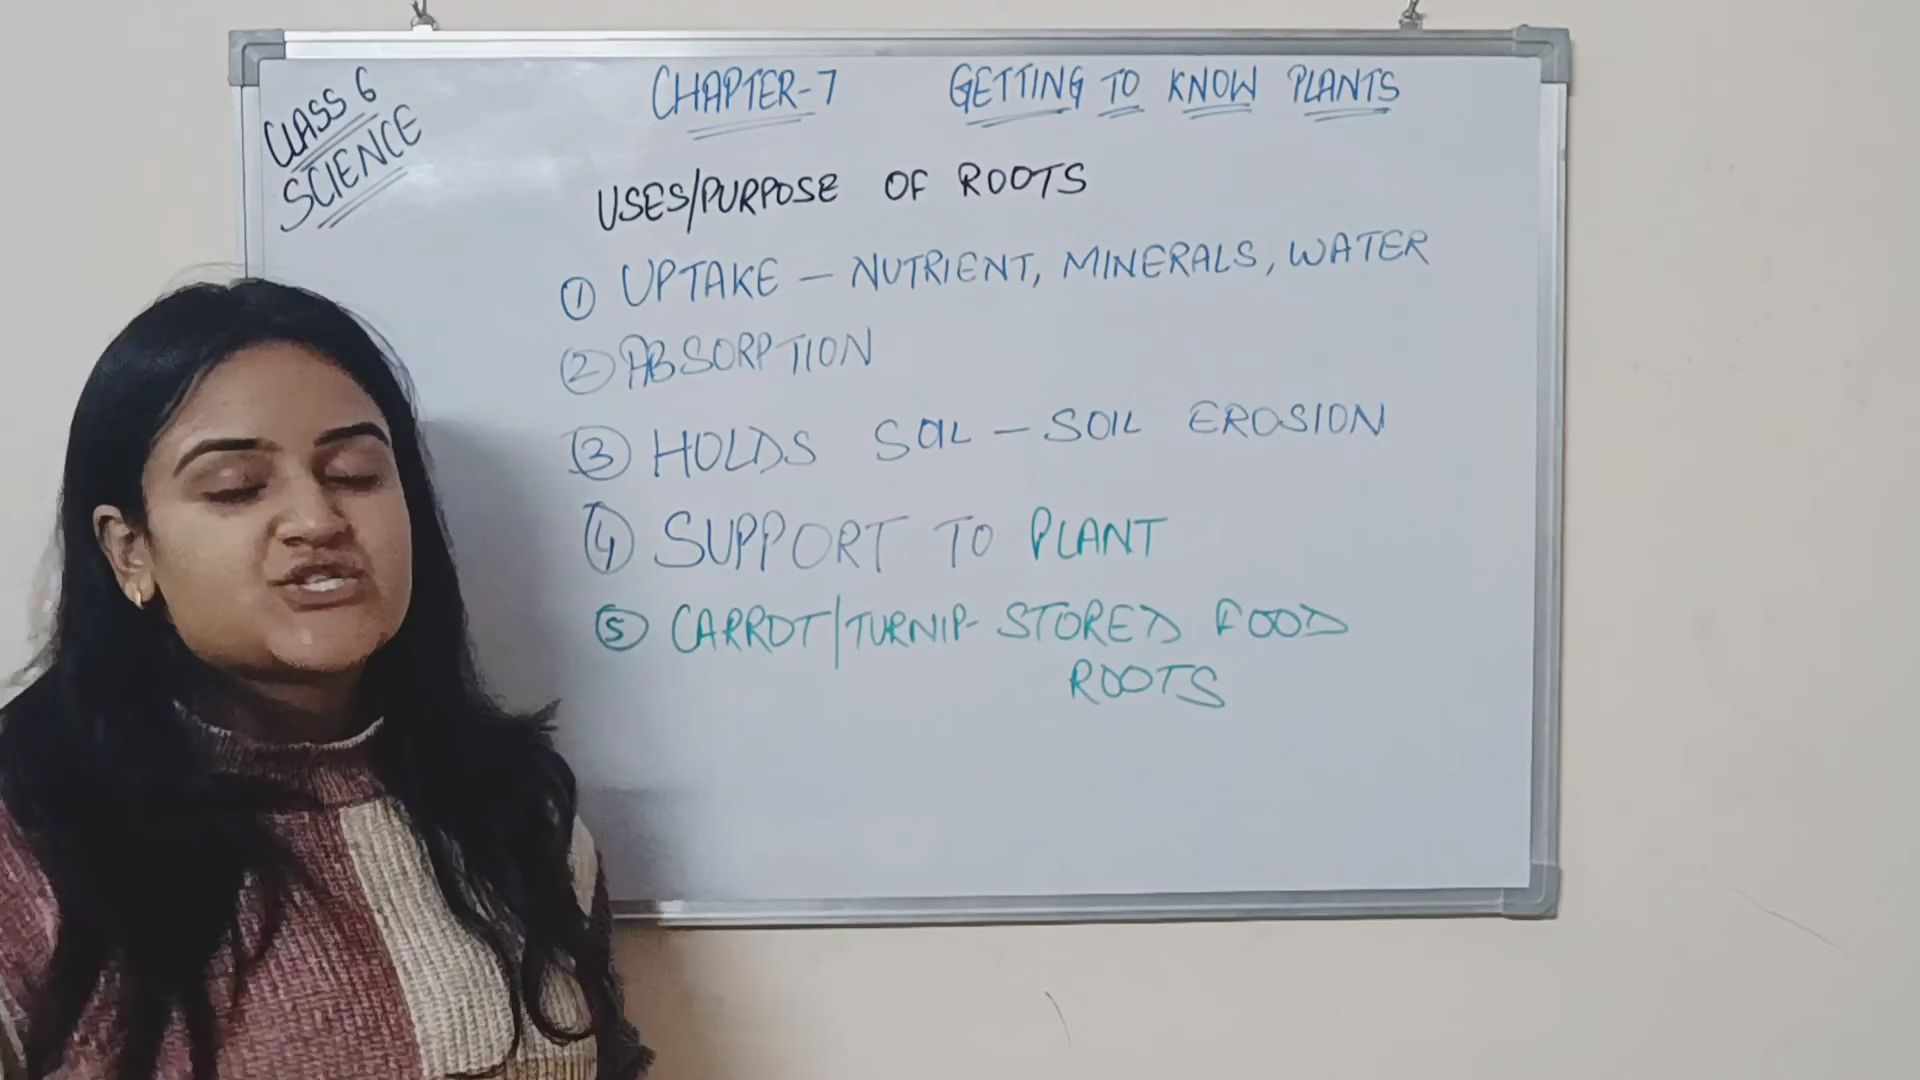 CLASS 6
SCIENCE
CHAPTER-7 GETTING TO KNOW PLANTS
USES/PURPOSE OF ROOTS
① UPTAKE – NUTRIENT, MINERALS, WATER
② ABSORPTION
③ HOLDS SOIL – SOIL EROSION
④ SUPPORT TO PLANT
⑤ CARROT/TURNIP- STORED FOOD
ROOTS